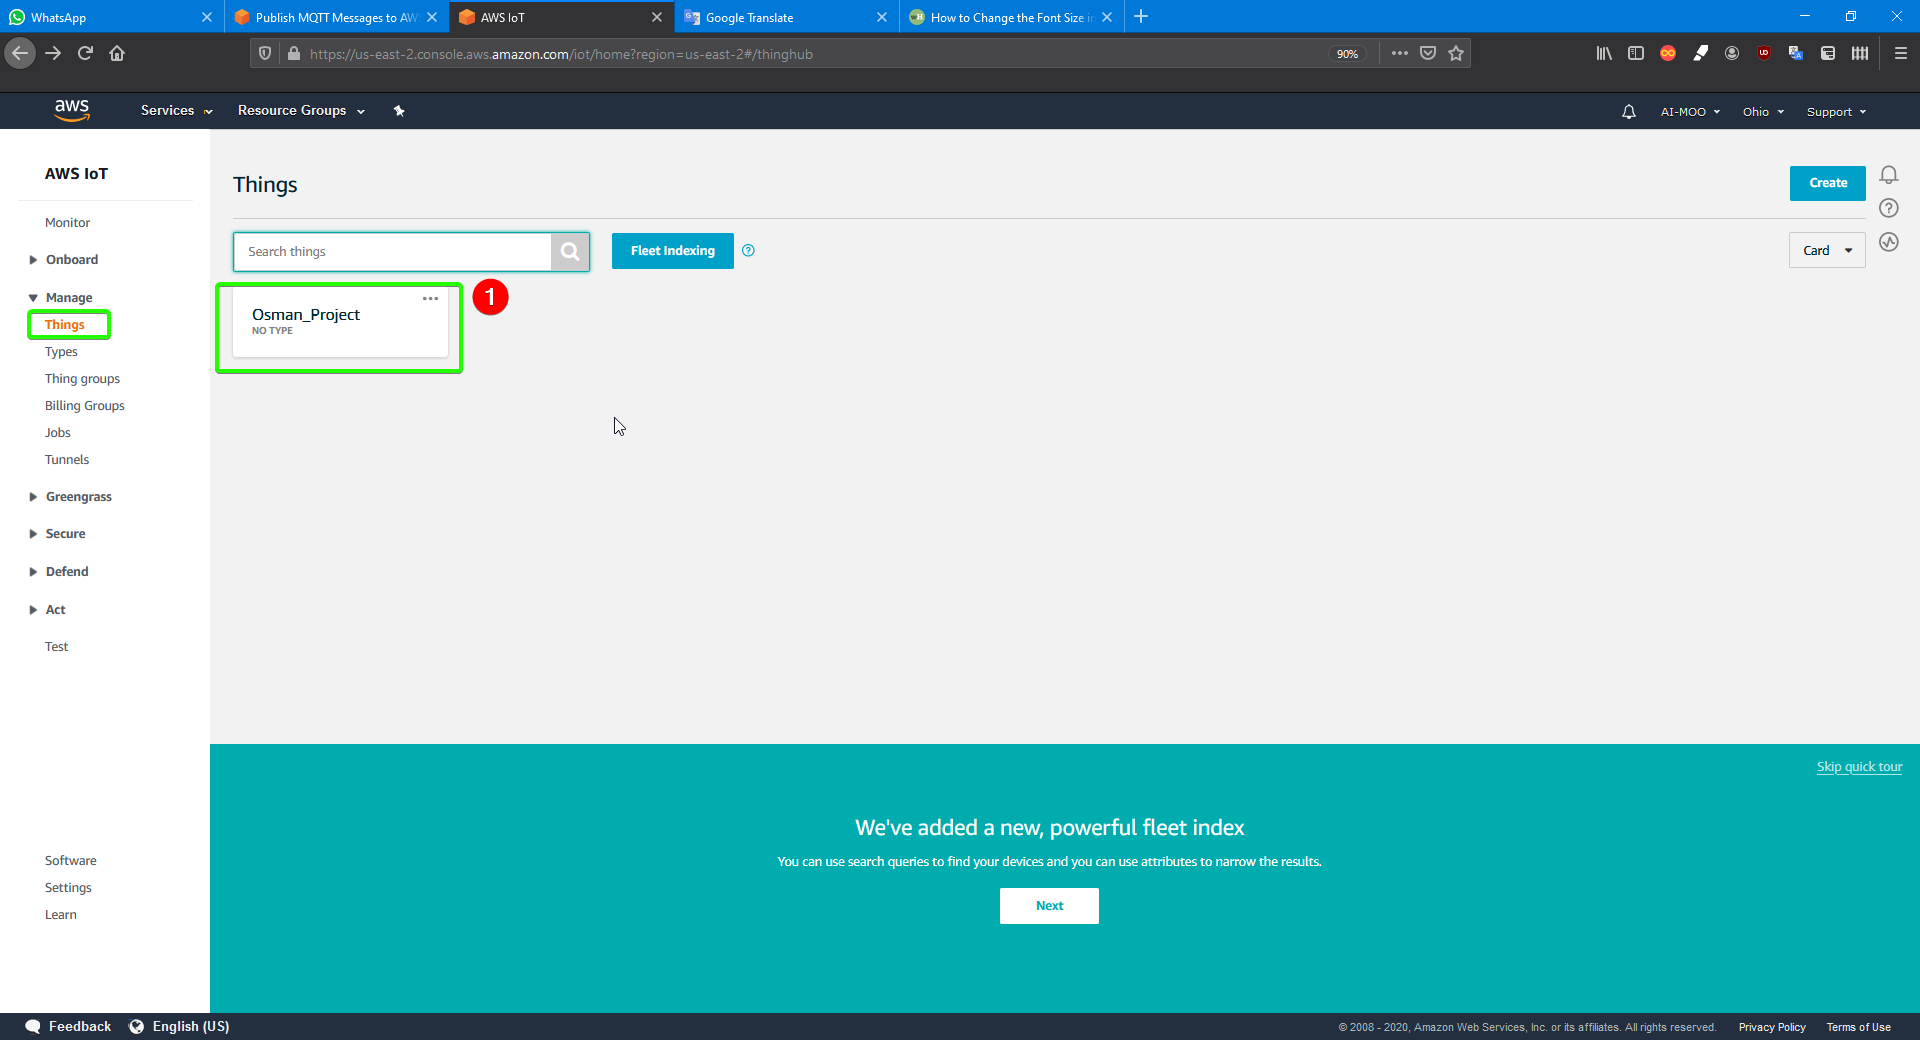 WhatsApp
Publish MQTT Messages to AW
AWS IoT
Google Translate
How to Change the Font Size in
https://us-east-2.console.aws.amazon.com/iot/home?region=us-east-2#/thinghub
90%
aws
Services
Resource Groups
AI-MOO
Ohio
Support
AWS IoT
Monitor
Onboard
Manage
Things
Types
Thing groups
Billing Groups
Jobs
Tunnels
Greengrass
Secure
Defend
Act
Test
Software
Settings
Learn
Things
Create
Search things
Fleet Indexing
Card
Osman_Project
NO TYPE
1
Skip quick tour
We've added a new, powerful fleet index
You can use search queries to find your devices and you can use attributes to narrow the results.
Next
Feedback
English (US)
© 2008 - 2020, Amazon Web Services, Inc. or its affiliates. All rights reserved.
Privacy Policy
Terms of Use